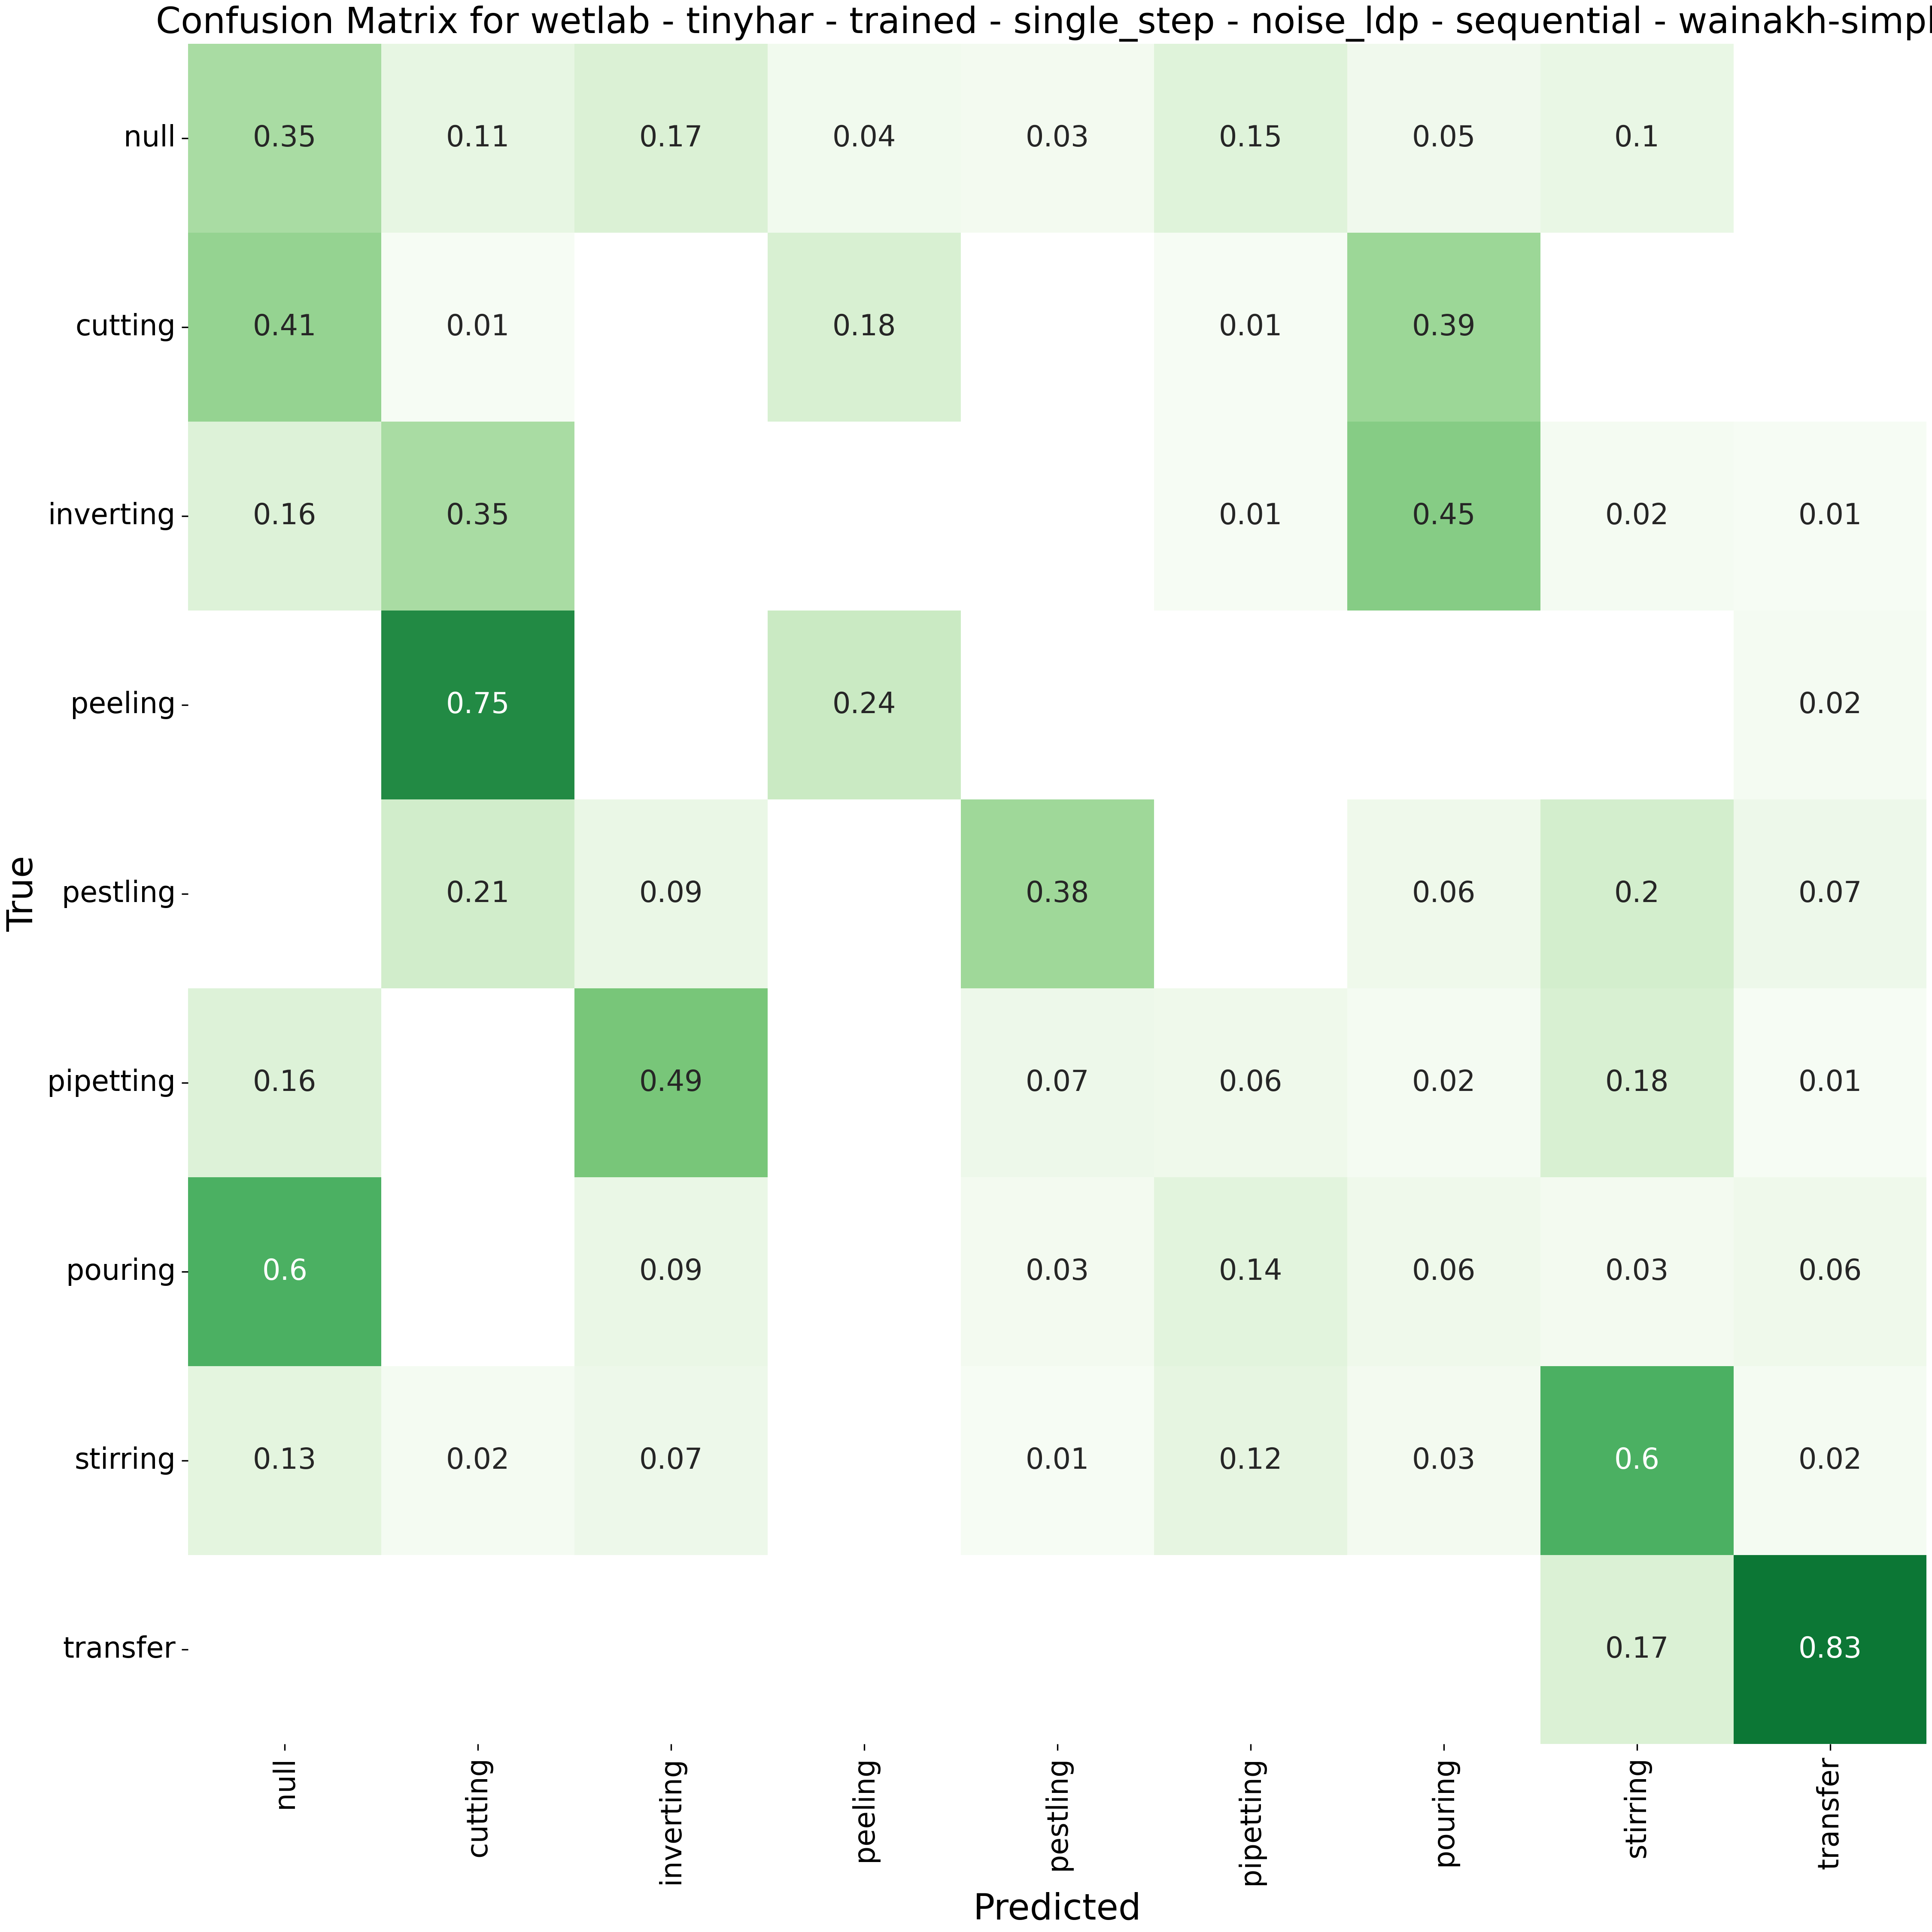 Confusion Matrix for wetlab - tinyhar - trained - single_step - noise_ldp - sequential - wainakh-simpl
null 0.35 0.11 0.17 0.04 0.03 0.15 0.05 0.1
cutting 0.41 0.01 0.18 0.01 0.39
inverting 0.16 0.35 0.01 0.45 0.02 0.01
peeling 0.75 0.24 0.02
pestling 0.21 0.09 0.38 0.06 0.2 0.07
pipetting 0.16 0.49 0.07 0.06 0.02 0.18 0.01
pouring 0.6 0.09 0.03 0.14 0.06 0.03 0.06
stirring 0.13 0.02 0.07 0.01 0.12 0.03 0.6 0.02
transfer 0.17 0.83
True
null cutting inverting peeling pestling pipetting pouring stirring transfer
Predicted